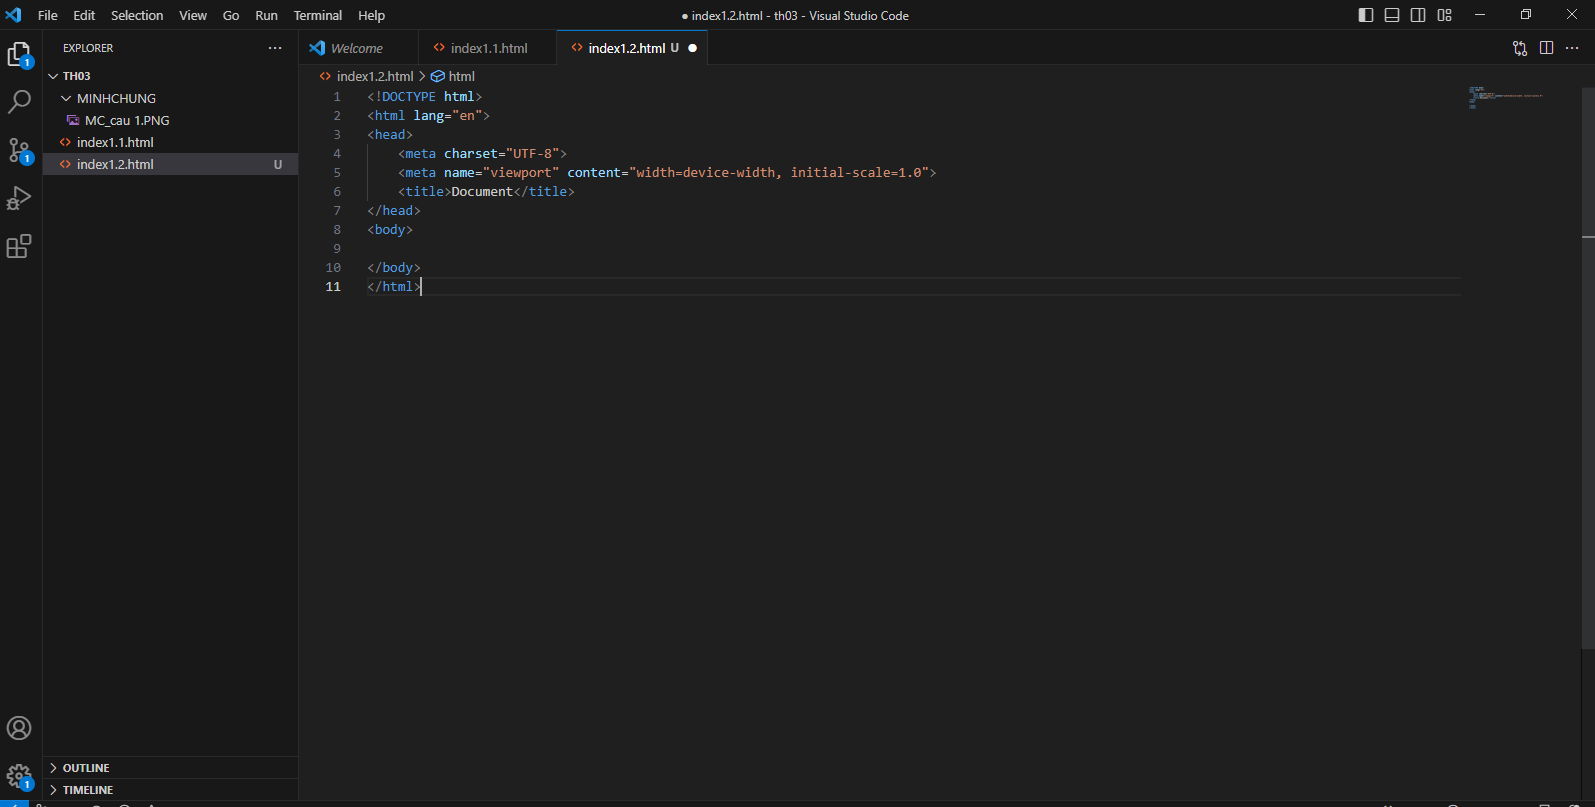 File Edit Selection View Go Run Terminal Help
● index1.2.html - th03 - Visual Studio Code
EXPLORER
TH03
MINHCHUNG
MC_cau 1.PNG
index1.1.html
index1.2.html U
OUTLINE
TIMELINE
1
1
1
Welcome
index1.1.html
index1.2.html U
index1.2.html > html
1 <!DOCTYPE html>
2 <html lang="en">
3 <head>
4 <meta charset="UTF-8">
5 <meta name="viewport" content="width=device-width, initial-scale=1.0">
6 <title>Document</title>
7 </head>
8 <body>
9
10 </body>
11 </html>